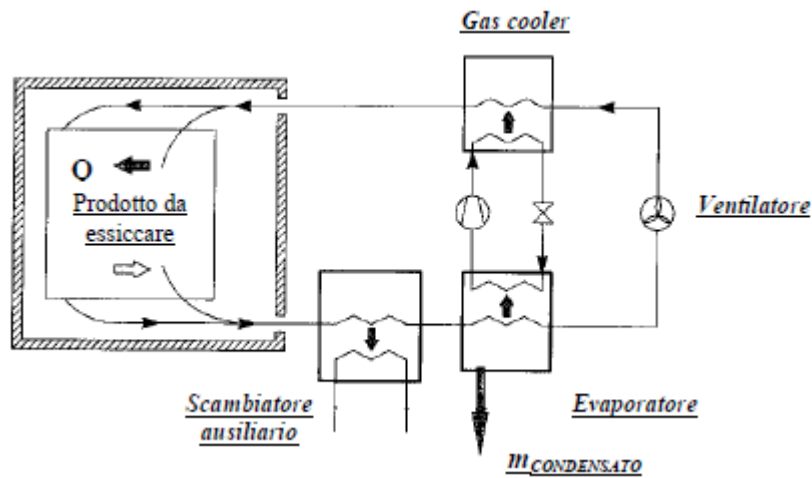 Gas cooler
Q
Prodotto da
essiccare
Ventilatore
Scambiatore
ausiliario
Evaporatore
mCONDENSATO